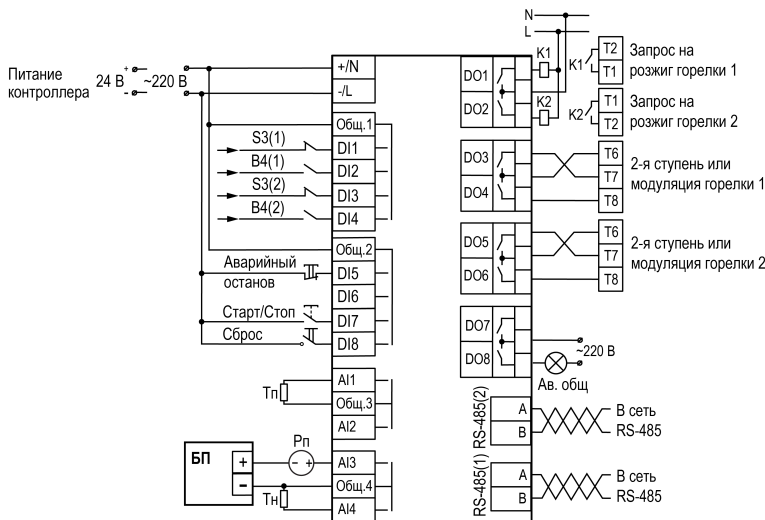 Питание
контроллера
24 В
+
-
~220 В
+/N
-/L
Общ.1
DI1
DI2
DI3
DI4
S3(1)
B4(1)
S3(2)
B4(2)
Общ.2
DI5
DI6
DI7
DI8
Аварийный
останов
Старт/Стоп
Сброс
AI1
Общ.3
AI2
Тп
AI3
Общ.4
AI4
БП
+
-
Рп
- +
Тн
N
L
DO1
DO2
K1
K2
K1
T2
T1
Запрос на
розжиг горелки 1
K2
T1
T2
Запрос на
розжиг горелки 2
DO3
DO4
T6
T7
T8
2-я ступень или
модуляция горелки 1
DO5
DO6
T6
T7
T8
2-я ступень или
модуляция горелки 2
DO7
DO8
~220 В
Ав. общ
RS-485(2)
A
B
В сеть
RS-485
RS-485(1)
A
B
В сеть
RS-485